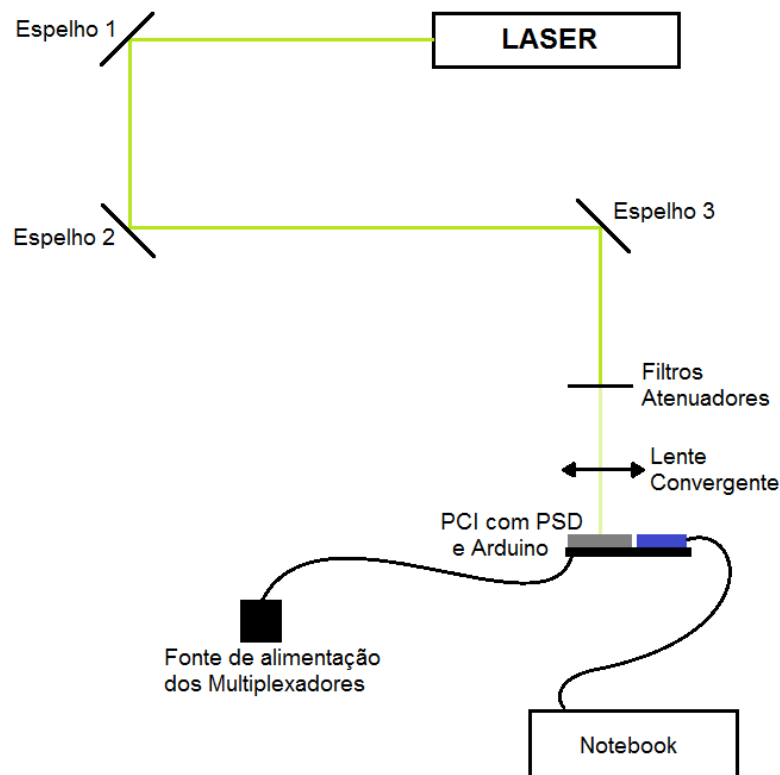 Espelho 1
LASER
Espelho 2
Espelho 3
Filtros
Atenuadores
Lente
Convergente
PCI com PSD
e Arduino
Fonte de alimentação
dos Multiplexadores
Notebook